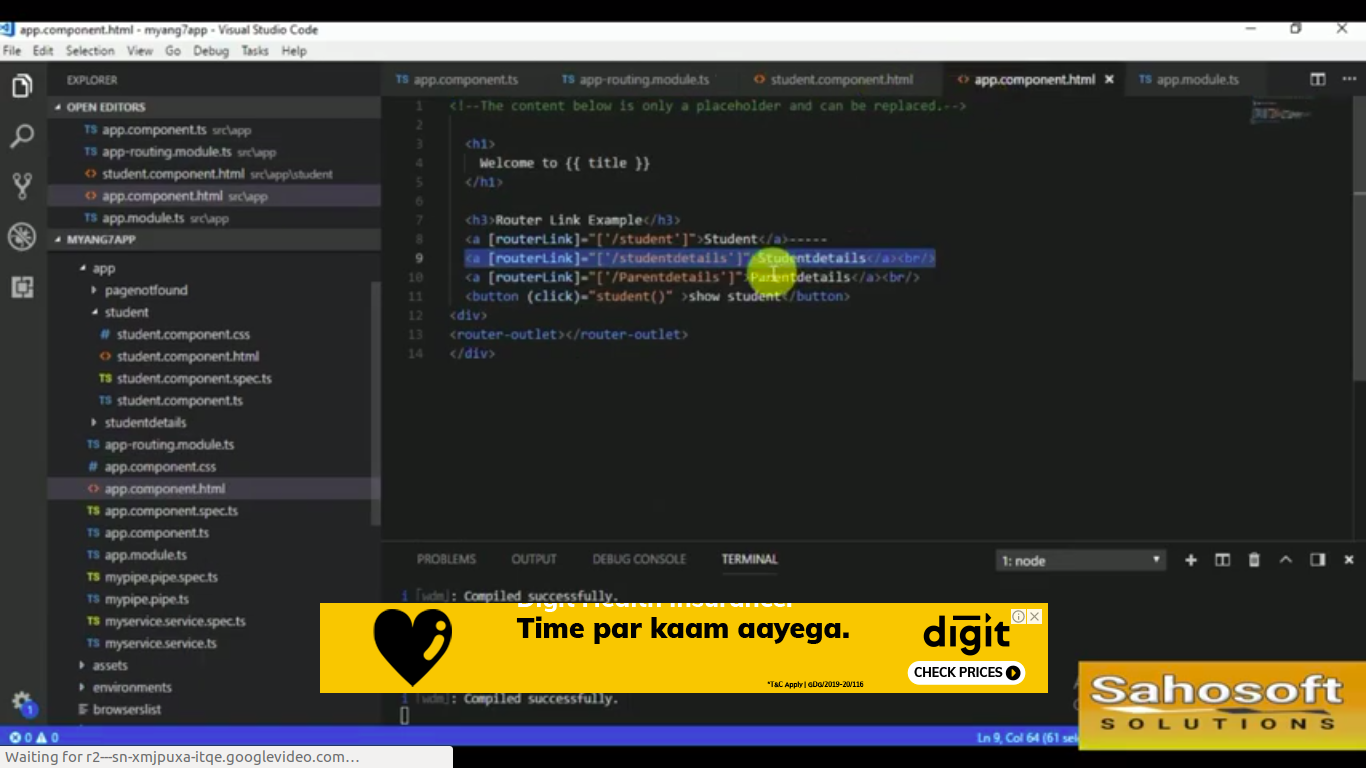 app.component.html - myang7app - Visual Studio Code
File Edit Selection View Go Debug Tasks Help
EXPLORER
OPEN EDITORS
TS app.component.ts src\app
TS app-routing.module.ts src\app
<> student.component.html src\app\student
<> app.component.html src\app
TS app.module.ts src\app
MYANG7APP
app
pagenotfound
student
# student.component.css
<> student.component.html
TS student.component.spec.ts
TS student.component.ts
studentdetails
TS app-routing.module.ts
# app.component.css
<> app.component.html
TS app.component.spec.ts
TS app.component.ts
TS app.module.ts
TS mypipe.pipe.spec.ts
TS mypipe.pipe.ts
TS myservice.service.spec.ts
TS myservice.service.ts
assets
environments
browserslist
TS app.component.ts TS app-routing.module.ts <> student.component.html <> app.component.html × TS app.module.ts
1 <!--The content below is only a placeholder and can be replaced.-->
2
3 <h1>
4 Welcome to {{ title }}
5 </h1>
6
7 <h3>Router Link Example</h3>
8 <a [routerLink]="['/student']">Student</a>-----
9 <a [routerLink]="['/studentdetails']">Studentdetails</a><br/>
10 <a [routerLink]="['/Parentdetails']">Parentdetails</a><br/>
11 <button (click)="student()" >show student</button>
12 <div>
13 <router-outlet></router-outlet>
14 </div>
PROBLEMS OUTPUT DEBUG CONSOLE TERMINAL 1: node
i ｢wdm｣: Compiled successfully.
Digit Health Insurance!
Time par kaam aayega.
*T&C Apply | GDG/2019-20/116
digit
CHECK PRICES
i ｢wdm｣: Compiled successfully.
Sahosoft
SOLUTIONS
1
0 0
Ln 9, Col 64 (61 sel
Waiting for r2---sn-xmjpuxa-itqe.googlevideo.com…